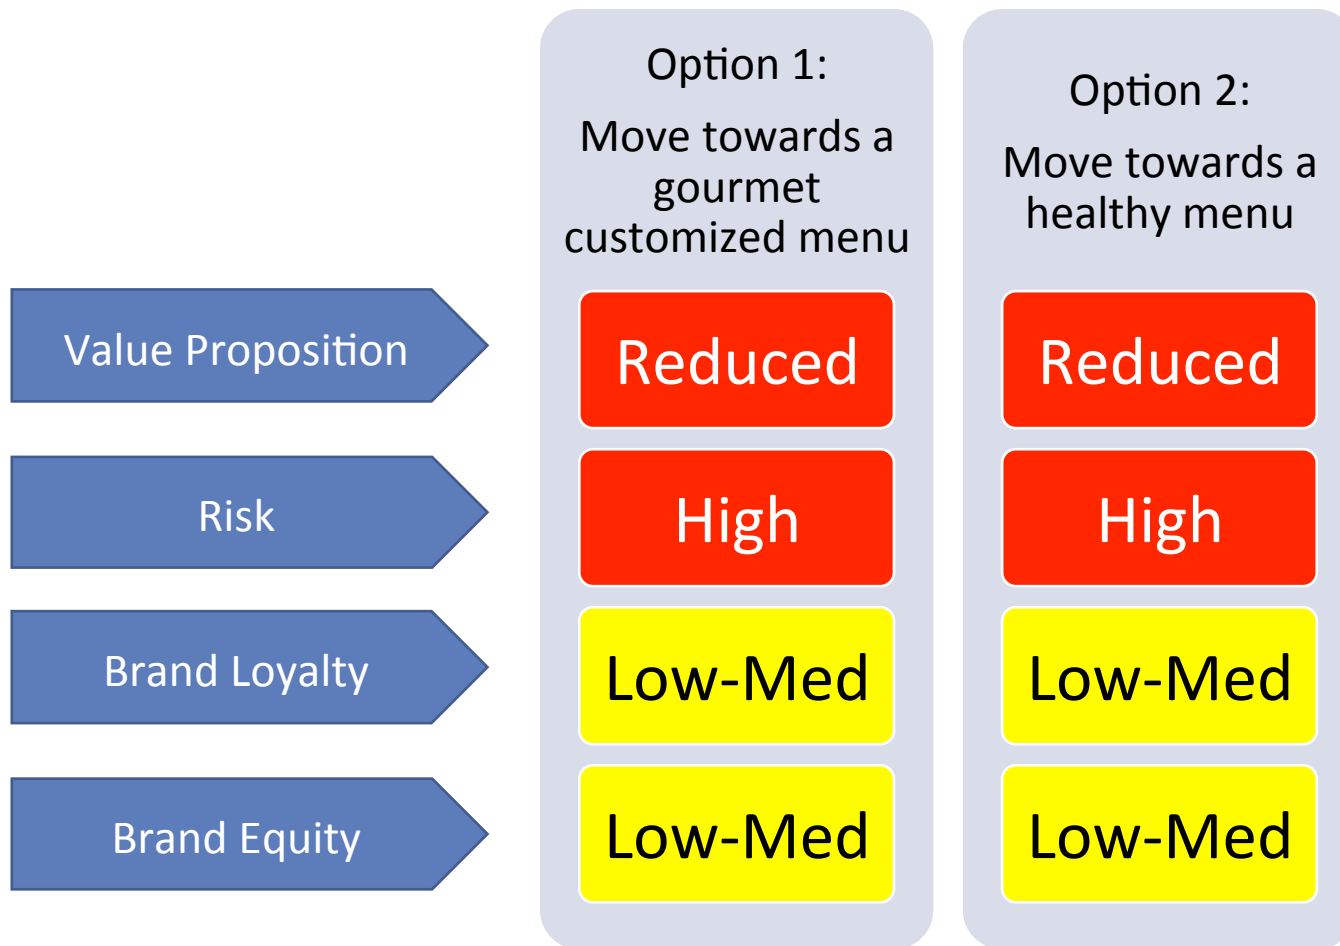 Option 1:
Move towards a
gourmet
customized menu
Option 2:
Move towards a
healthy menu
Value Proposition
Reduced
Reduced
Risk
High
High
Brand Loyalty
Low-Med
Low-Med
Brand Equity
Low-Med
Low-Med